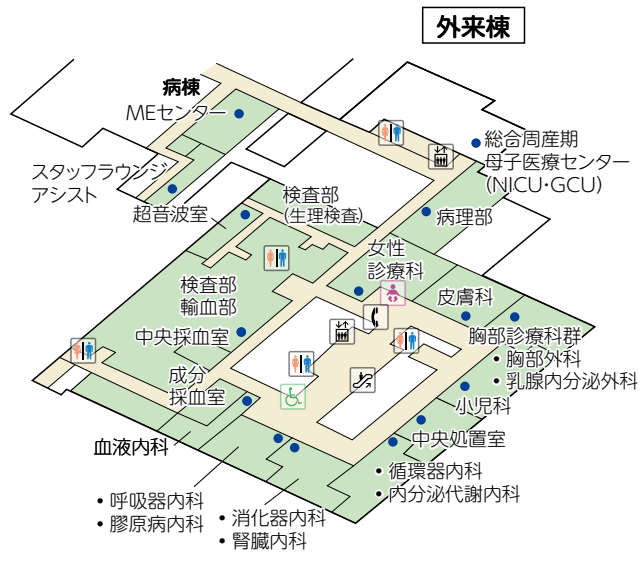 外来棟
病棟
MEセンター
総合周産期
母子医療センター
(NICU・GCU)
スタッフラウンジ
アシスト
超音波室
検査部
(生理検査)
病理部
女性
診療科
検査部
輸血部
皮膚科
中央採血室
胸部診療科群
・胸部外科
・乳腺内分泌外科
成分
採血室
小児科
中央処置室
血液内科
・循環器内科
・内分泌代謝内科
・呼吸器内科
・膠原病内科
・消化器内科
・腎臓内科